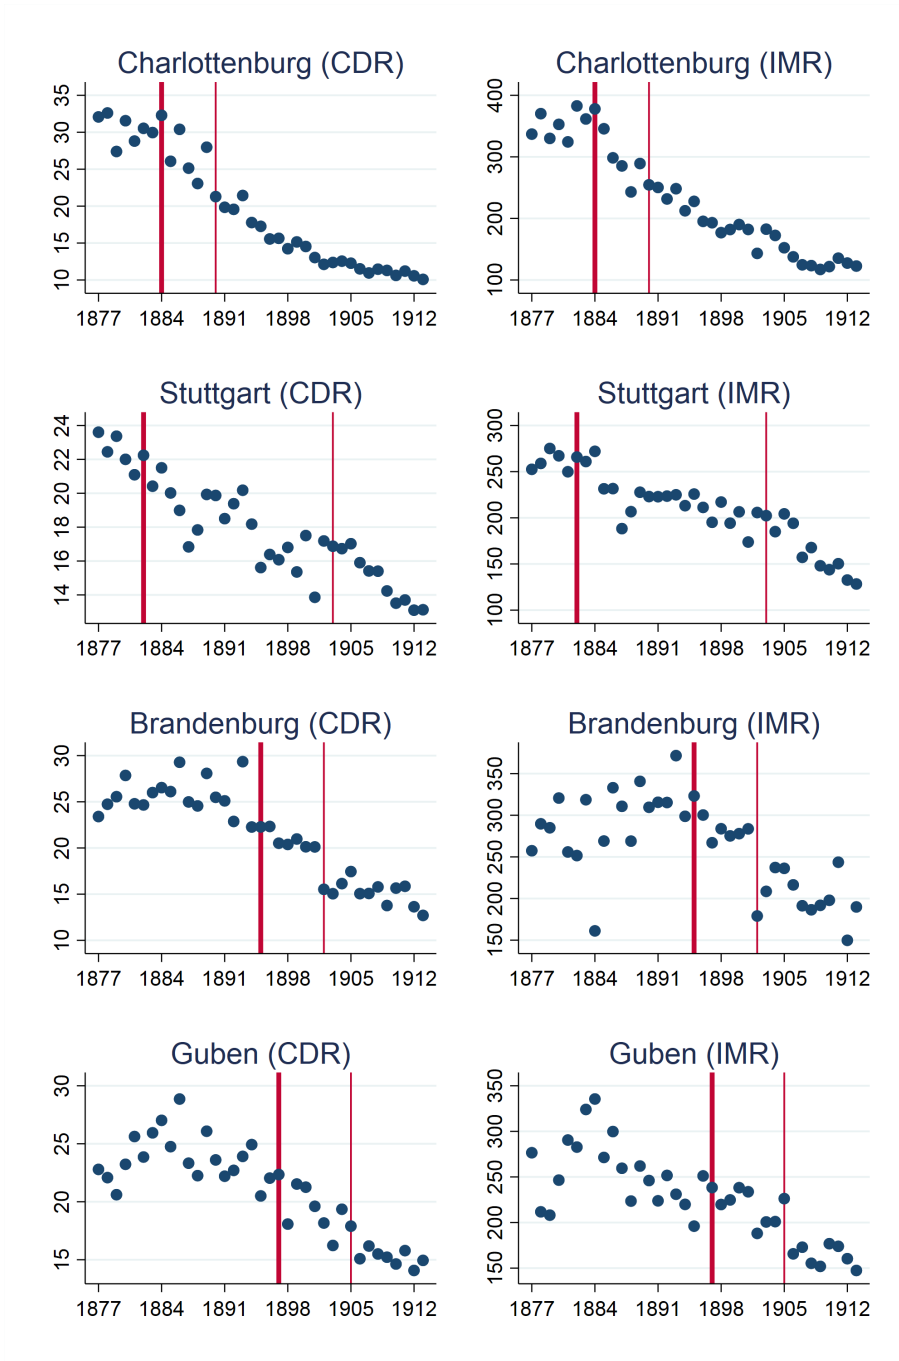 Charlottenburg (CDR)
35
30
25
20
15
10
1877 1884 1891 1898 1905 1912
Charlottenburg (IMR)
400
300
200
100
1877 1884 1891 1898 1905 1912
Stuttgart (CDR)
24
22
20
18
16
14
1877 1884 1891 1898 1905 1912
Stuttgart (IMR)
300
250
200
150
100
1877 1884 1891 1898 1905 1912
Brandenburg (CDR)
30
25
20
15
10
1877 1884 1891 1898 1905 1912
Brandenburg (IMR)
350
300
250
200
150
1877 1884 1891 1898 1905 1912
Guben (CDR)
30
25
20
15
1877 1884 1891 1898 1905 1912
Guben (IMR)
350
300
250
200
150
1877 1884 1891 1898 1905 1912